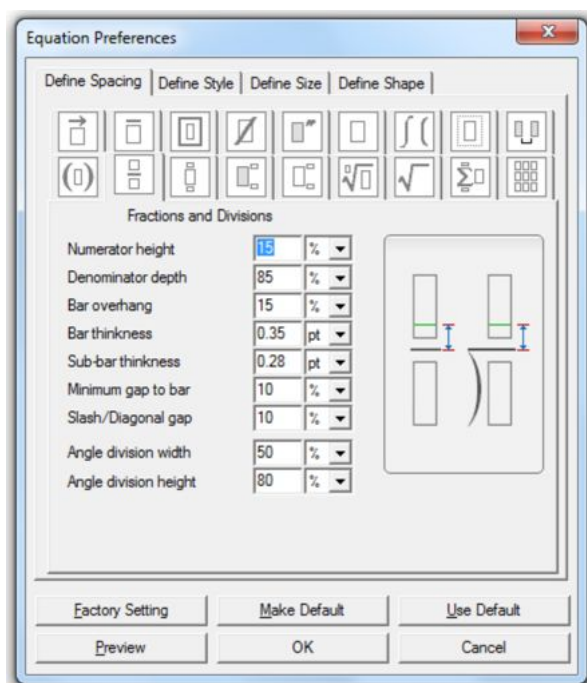 Equation Preferences
Define Spacing Define Style Define Size Define Shape
Fractions and Divisions
Numerator height 15 %
Denominator depth 85 %
Bar overhang 15 %
Bar thinkness 0.35 pt
Sub-bar thinkness 0.28 pt
Minimum gap to bar 10 %
Slash/Diagonal gap 10 %
Angle division width 50 %
Angle division height 80 %
Factory Setting Make Default Use Default
Preview OK Cancel